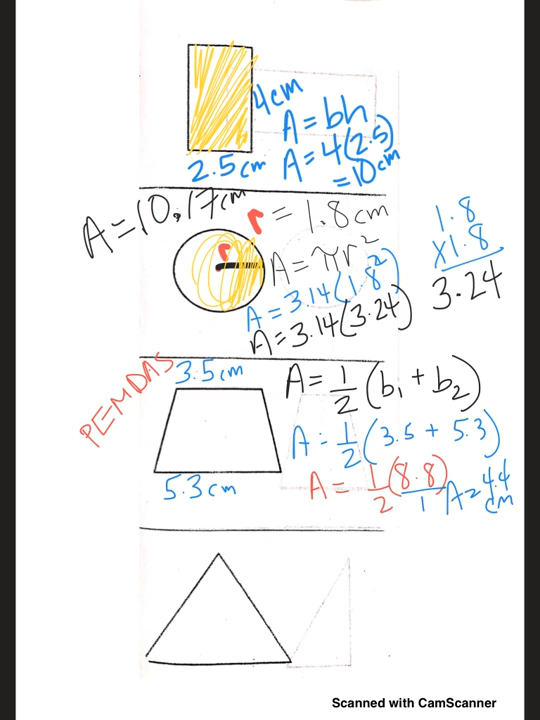 4cm
A = bh
2.5cm A = 4(2.5)
= 10cm
A = 10.17cm
r = 1.8cm
r
A = πr²
A = 3.14(1.8²)
A = 3.14(3.24)
1.8
x1.8
3.24
PEMDAS
3.5cm
5.3cm
A = 1/2 (b₁ + b₂)
A = 1/2 (3.5 + 5.3)
A = 1/2 (8.8)/1 A = 4.4
cm
Scanned with CamScanner